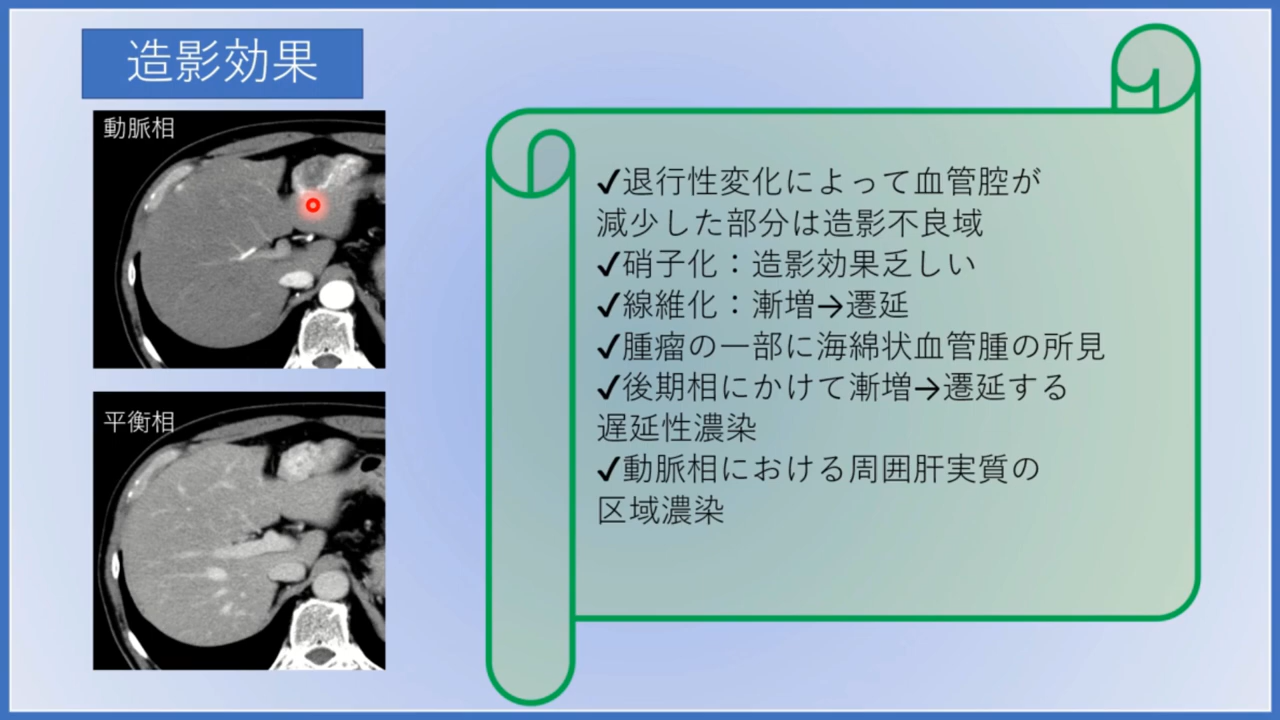 造影効果
動脈相
平衡相
✓退行性変化によって血管腔が
減少した部分は造影不良域
✓硝子化：造影効果乏しい
✓線維化：漸増→遷延
✓腫瘤の一部に海綿状血管腫の所見
✓後期相にかけて漸増→遷延する
遅延性濃染
✓動脈相における周囲肝実質の
区域濃染